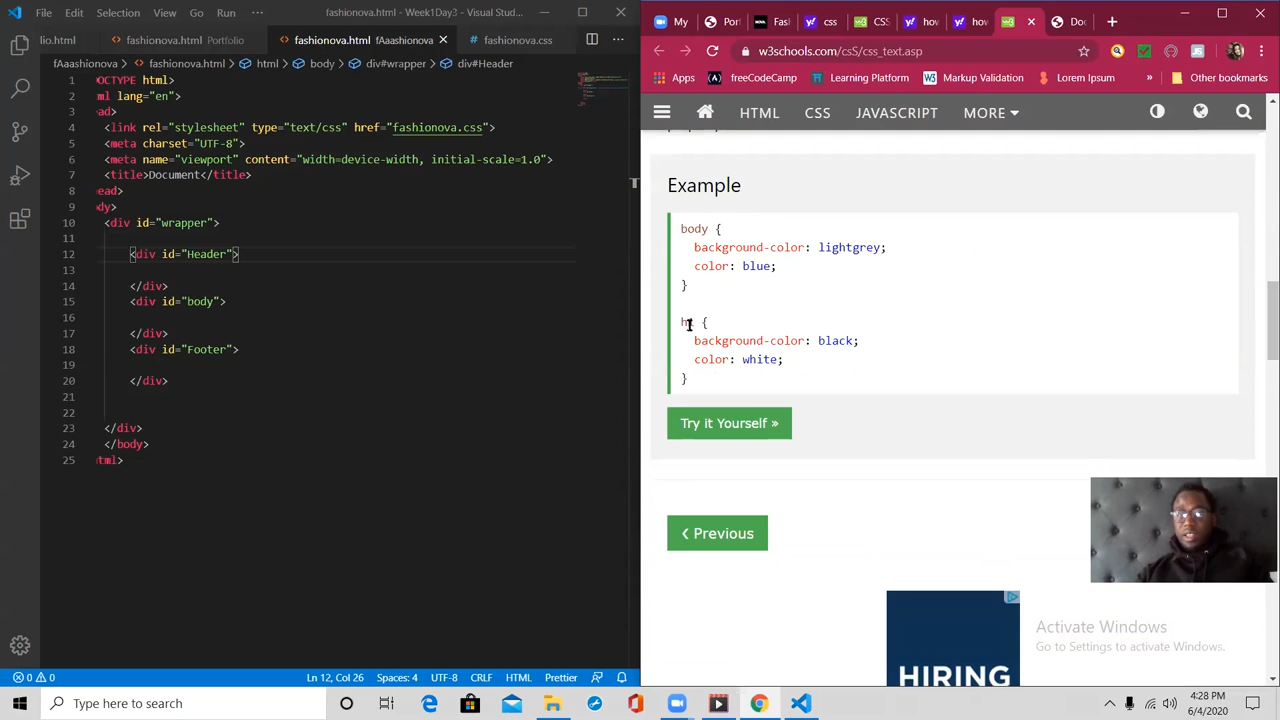 File Edit Selection View Go Run ··· fashionova.html - Week1Day3 - Visual Stu...
lio.html fashionova.html Portfolio fashionova.html fAaashionova fashionova.css
fAaashionova > fashionova.html > html > body > div#wrapper > div#Header
1 OCTYPE html>
2 ml lang="en">
3 ead>
4 <link rel="stylesheet" type="text/css" href="fashionova.css">
5 <meta charset="UTF-8">
6 <meta name="viewport" content="width=device-width, initial-scale=1.0">
7 <title>Document</title>
8 ead>
9 dy>
10 <div id="wrapper">
11
12 <div id="Header">
13
14 </div>
15 <div id="body">
16
17 </div>
18 <div id="Footer">
19
20 </div>
21
22
23 </div>
24 </body>
25 html>
0 0 Ln 12, Col 26 Spaces: 4 UTF-8 CRLF HTML Prettier
My Port Fasl css CSS how how Doc
w3schools.com/csS/css_text.asp
Apps freeCodeCamp Learning Platform Markup Validation Lorem Ipsum » Other bookmarks
HTML CSS JAVASCRIPT MORE
Example
body {
background-color: lightgrey;
color: blue;
}
h1 {
background-color: black;
color: white;
}
Try it Yourself »
❮ Previous
HIRING
Activate Windows
Go to Settings to activate Windows.
Type here to search
4:28 PM
6/4/2020